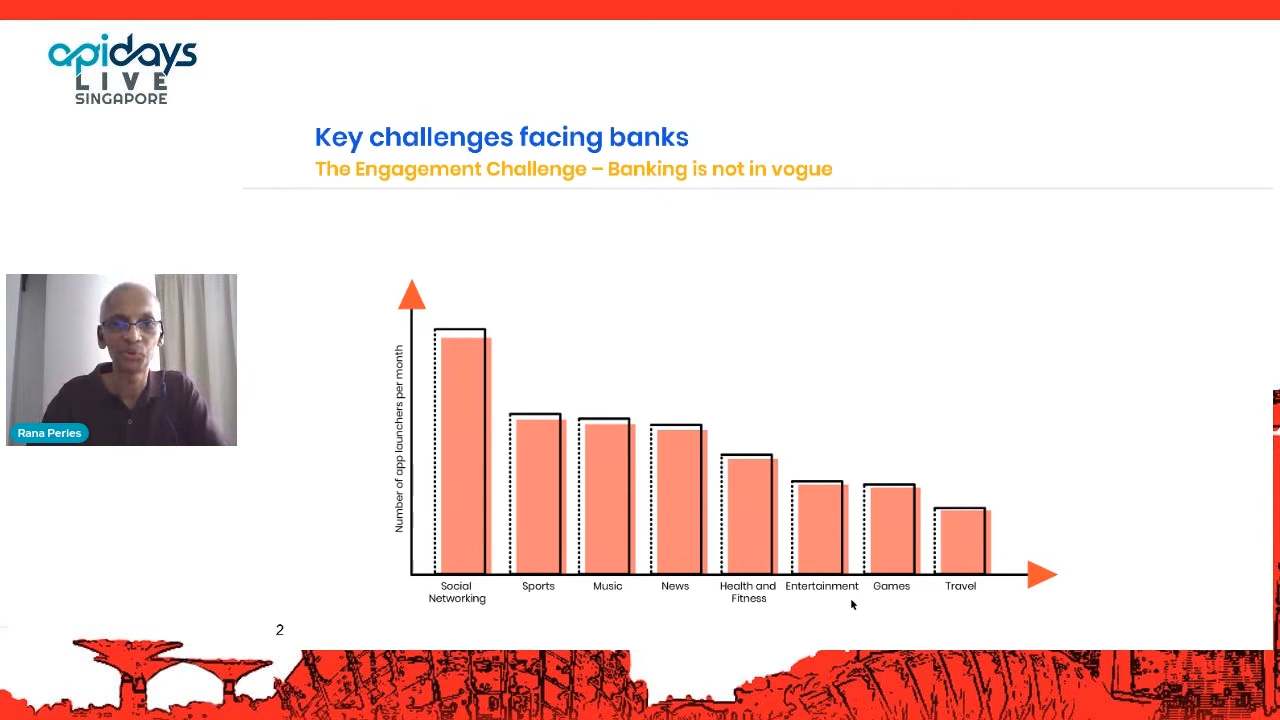 apidays
LIVE
SINGAPORE
Key challenges facing banks
The Engagement Challenge – Banking is not in vogue
Rana Peries
Number of app launchers per month
Social
Networking
Sports
Music
News
Health and
Fitness
Entertainment
Games
Travel
2